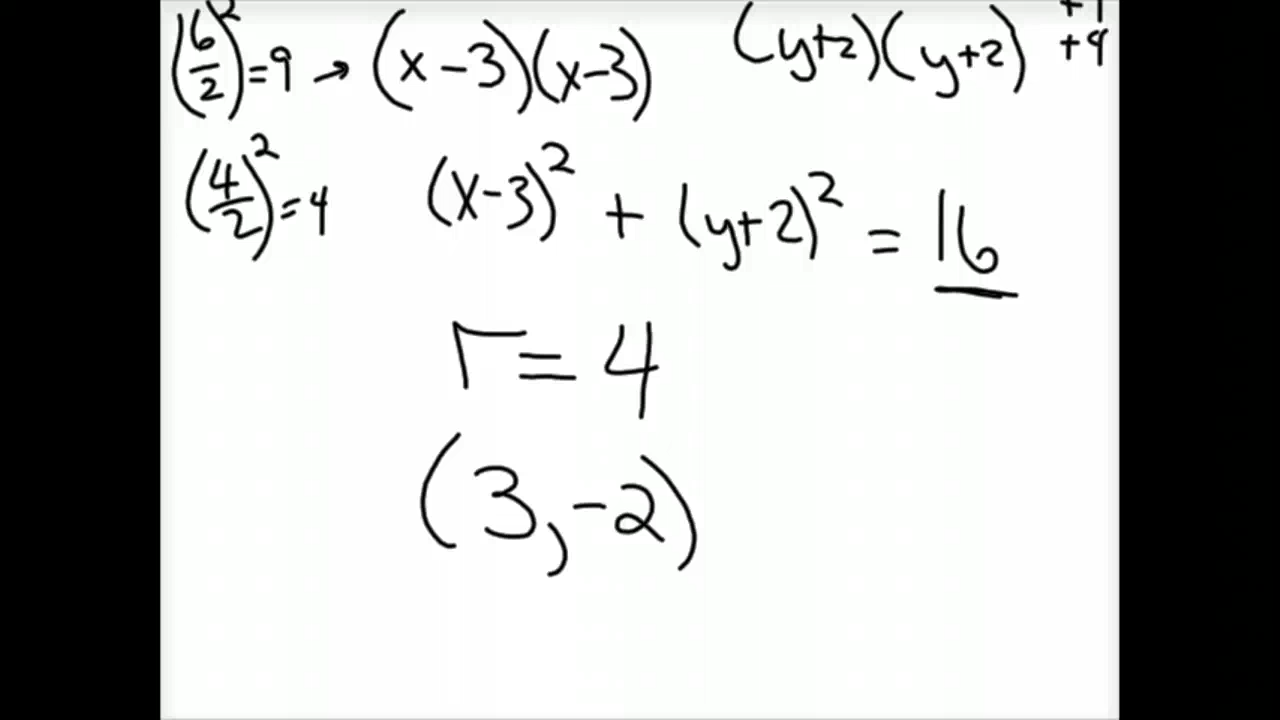 (6/2)² = 9 → (x – 3)(x – 3) (y+2)(y+2) +9
(4/2)² = 4 (x – 3)² + (y+2)² = 16
r = 4
(3, -2)